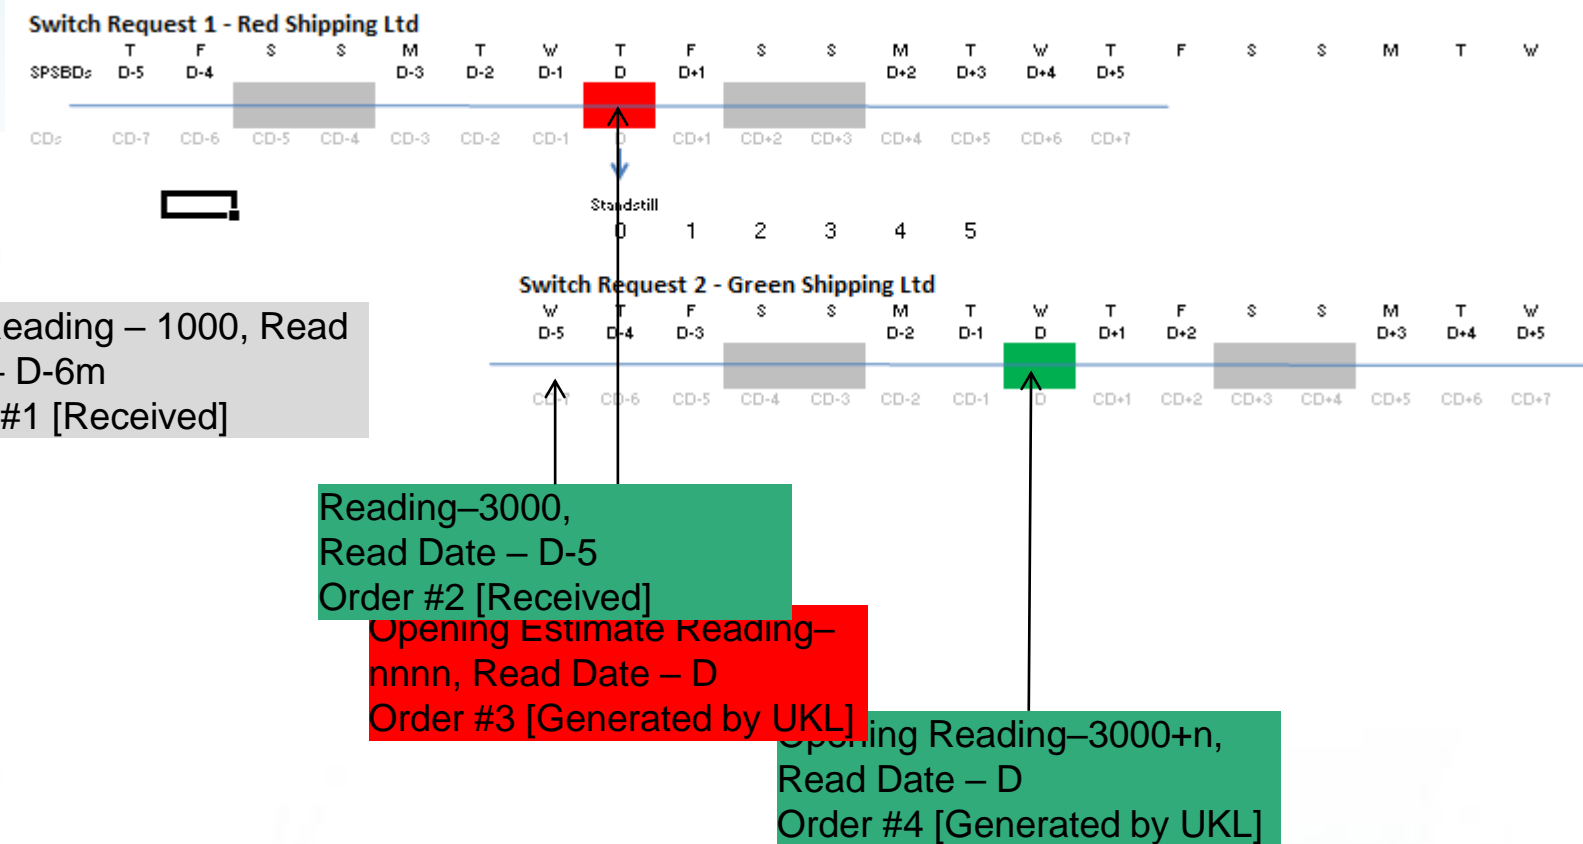 Switch Request 1 - Red Shipping Ltd
T F S S M T W T F S S M T W T F S S M T W
SPSBDs D-5 D-4 D-3 D-2 D-1 D D+1 D+2 D+3 D+4 D+5
CDs CD-7 CD-6 CD-5 CD-4 CD-3 CD-2 CD-1 D CD+1 CD+2 CD+3 CD+4 CD+5 CD+6 CD+7
Standstill
0 1 2 3 4 5
Switch Request 2 - Green Shipping Ltd
W T F S S M T W T F S S M T W
D-5 D-4 D-3 D-2 D-1 D D+1 D+2 D+3 D+4 D+5
CD-7 CD-6 CD-5 CD-4 CD-3 CD-2 CD-1 D CD+1 CD+2 CD+3 CD+4 CD+5 CD+6 CD+7
eading – 1000, Read
- D-6m
#1 [Received]
Reading–3000,
Read Date – D-5
Order #2 [Received]
Opening Estimate Reading–
nnnn, Read Date – D
Order #3 [Generated by UKL]
Opening Reading–3000+n,
Read Date – D
Order #4 [Generated by UKL]